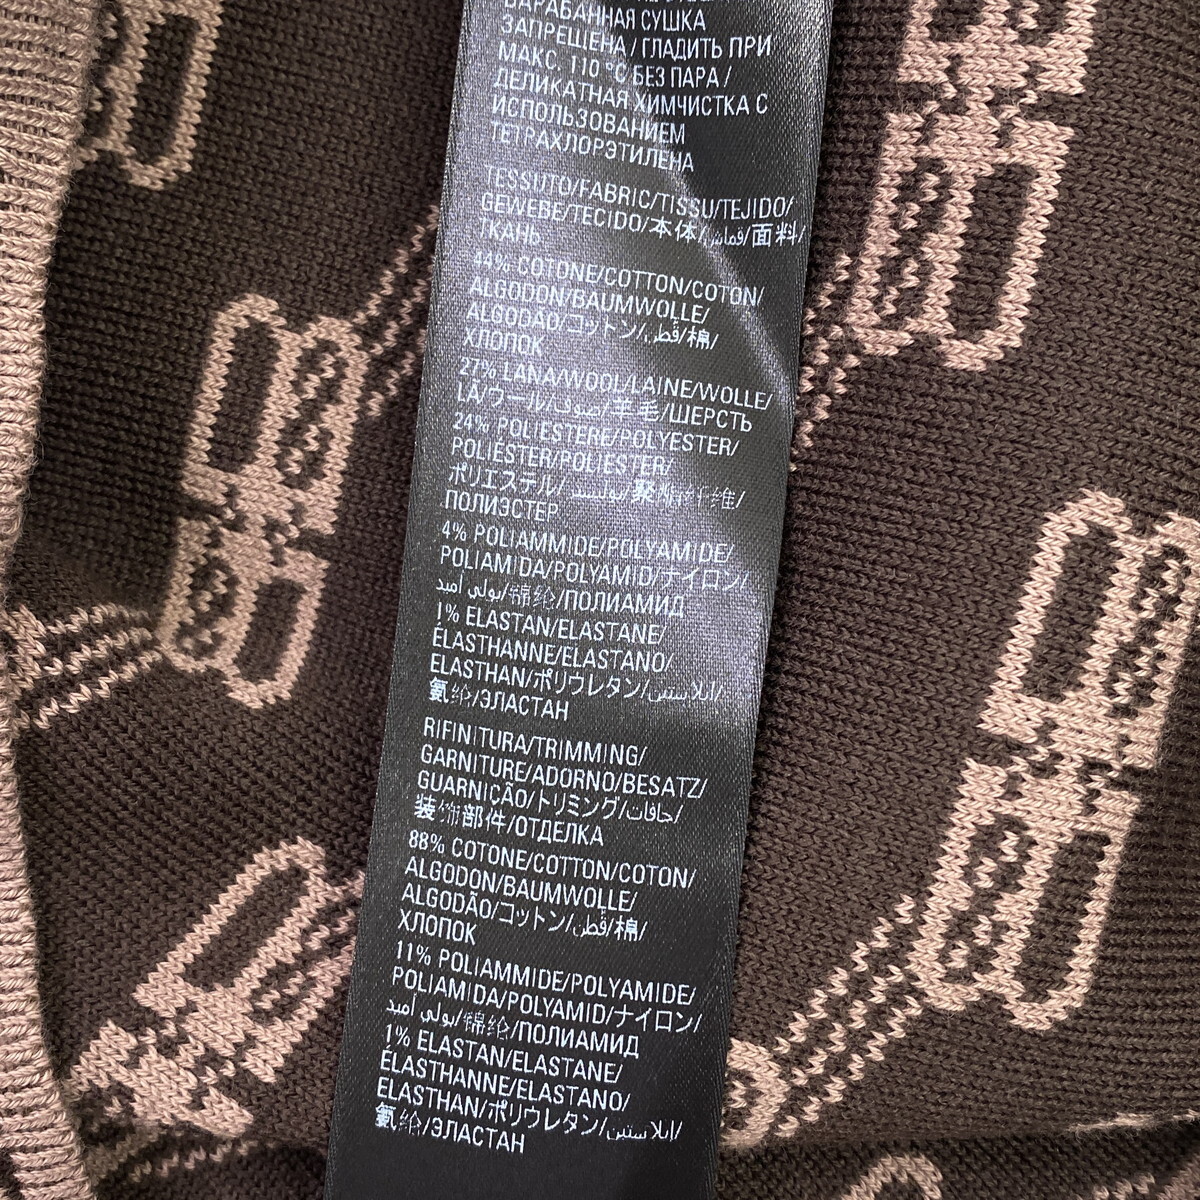 БАРАБАННАЯ СУШКА
ЗАПРЕЩЕНА / ГЛАДИТЬ ПРИ
МАКС. 110 °C БЕЗ ПАРА /
ДЕЛИКАТНАЯ ХИМЧИСТКА С
ИСПОЛЬЗОВАНИЕМ
ТЕТРАХЛОРЭТИЛЕНА
TESSUTO/FABRIC/TISSU/TEJIDO/
GEWEBE/TECIDO/本体/قماش/面料/
ТКАНЬ
44% COTONE/COTTON/COTON/
ALGODON/BAUMWOLLE/
ALGODÃO/コットン/قطن/棉/
ХЛОПОК
27% LANA/WOOL/LAINE/WOLLE/
LÃ/ウール/صوف/羊毛/ШЕРСТЬ
24% POLIESTERE/POLYESTER/
POLIÉSTER/POLIESTER/
ポリエステル/بوليستر/聚酯纤维/
ПОЛИЭСТЕР
4% POLIAMMIDE/POLYAMIDE/
POLIAMIDA/POLYAMID/ナイロン/
بولي أميد/锦纶/ПОЛИАМИД
1% ELASTAN/ELASTANE/
ÉLASTHANNE/ELASTANO/
ELASTHAN/ポリウレタン/إيلاستين/
氨纶/ЭЛАСТАН
RIFINITURA/TRIMMING/
GARNITURE/ADORNO/BESATZ/
GUARNIÇÃO/トリミング/حافات/
装饰部件/ОТДЕЛКА
88% COTONE/COTTON/COTON/
ALGODON/BAUMWOLLE/
ALGODÃO/コットン/قطن/棉/
ХЛОПОК
11% POLIAMMIDE/POLYAMIDE/
POLIAMIDA/POLYAMID/ナイロン/
بولي أميد/锦纶/ПОЛИАМИД
1% ELASTAN/ELASTANE/
ÉLASTHANNE/ELASTANO/
ELASTHAN/ポリウレタン/إيلاستين/
氨纶/ЭЛАСТАН